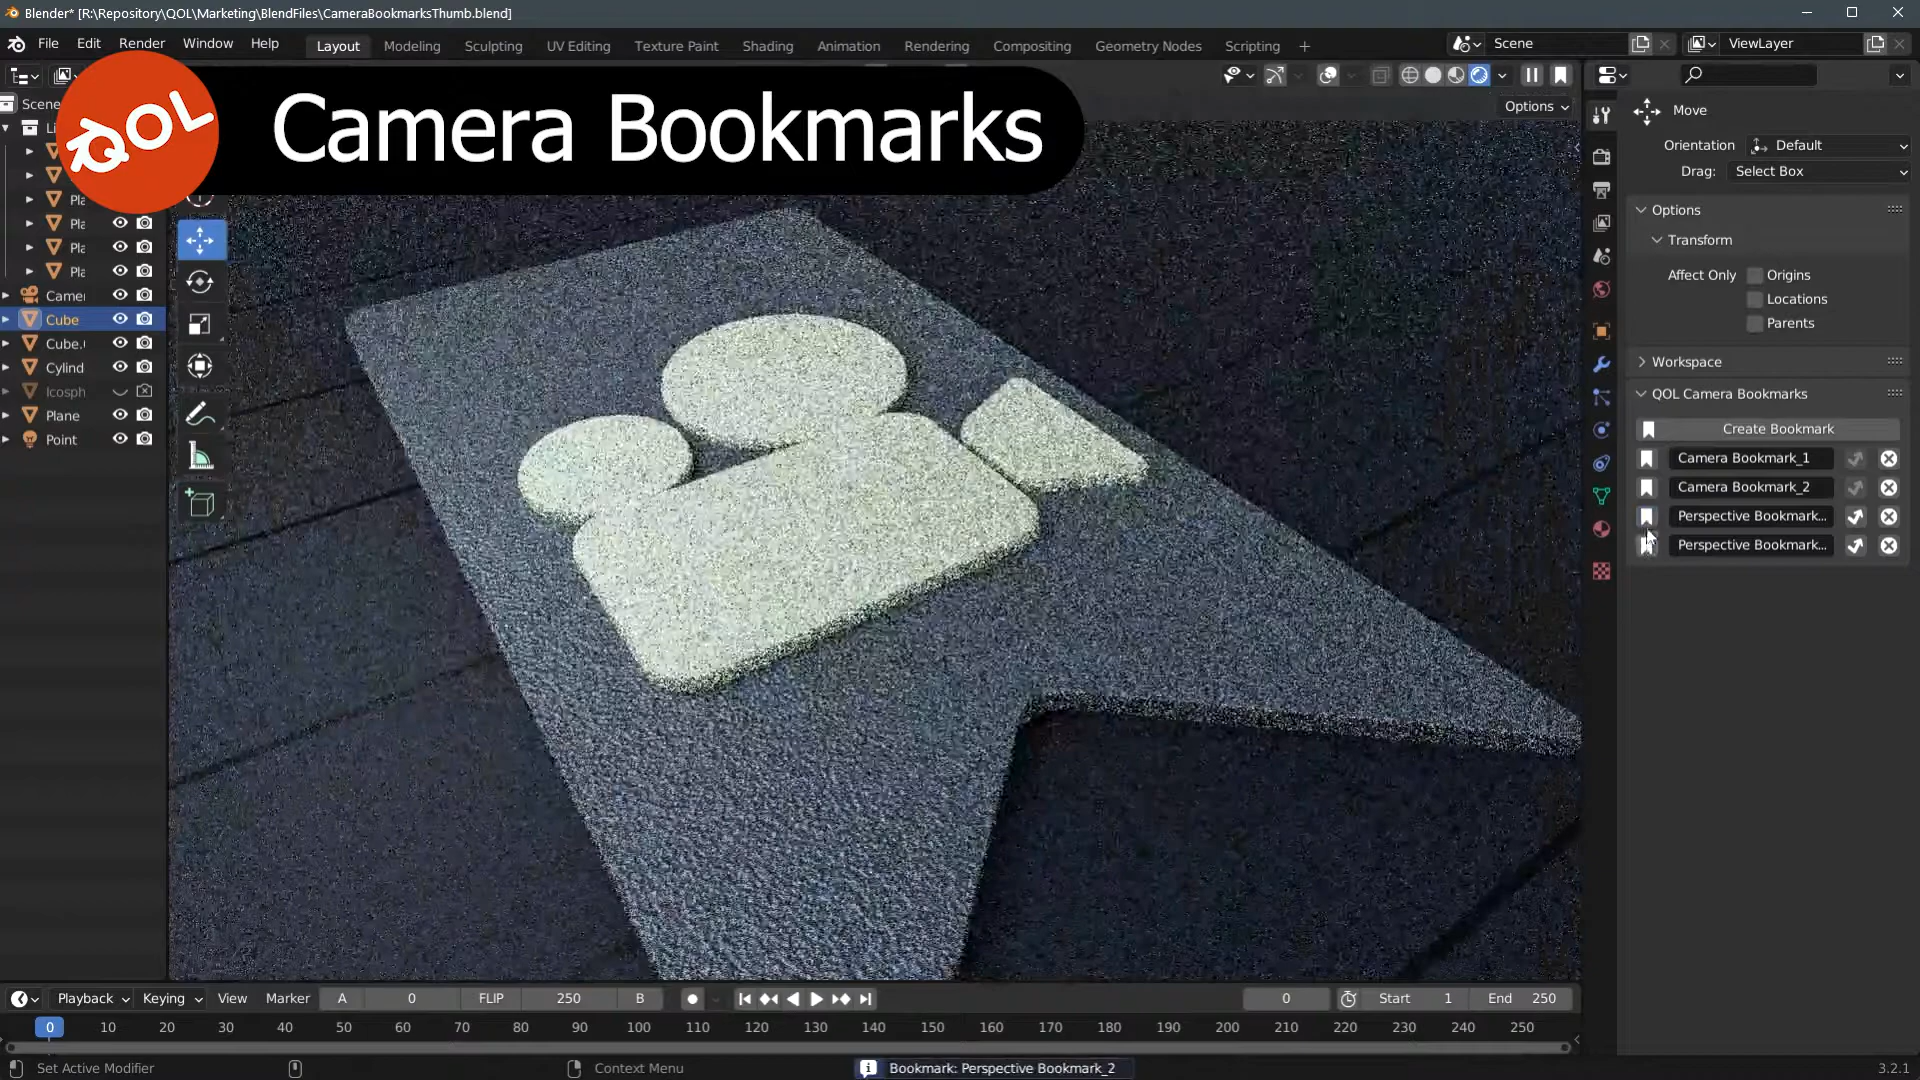 Blender* [R:\Repository\QOL\Marketing\BlendFiles\CameraBookmarksThumb.blend]
File Edit Render Window Help Layout Modeling Sculpting UV Editing Texture Paint Shading Animation Rendering Compositing Geometry Nodes Scripting + Scene ViewLayer
Options
QOL Camera Bookmarks
Scene
Li
Pla
Pla
Pla
Pla
Camer
Cube
Cube.
Cylind
Icosph
Plane
Point
Move
Orientation Default
Drag: Select Box
Options
Transform
Affect Only Origins
Locations
Parents
Workspace
QOL Camera Bookmarks
Create Bookmark
Camera Bookmark_1
Camera Bookmark_2
Perspective Bookmark...
Perspective Bookmark...
Playback Keying View Marker A 0 FLIP 250 B 0 Start 1 End 250
0 10 20 30 40 50 60 70 80 90 100 110 120 130 140 150 160 170 180 190 200 210 220 230 240 250
Set Active Modifier Context Menu Bookmark: Perspective Bookmark_2 3.2.1